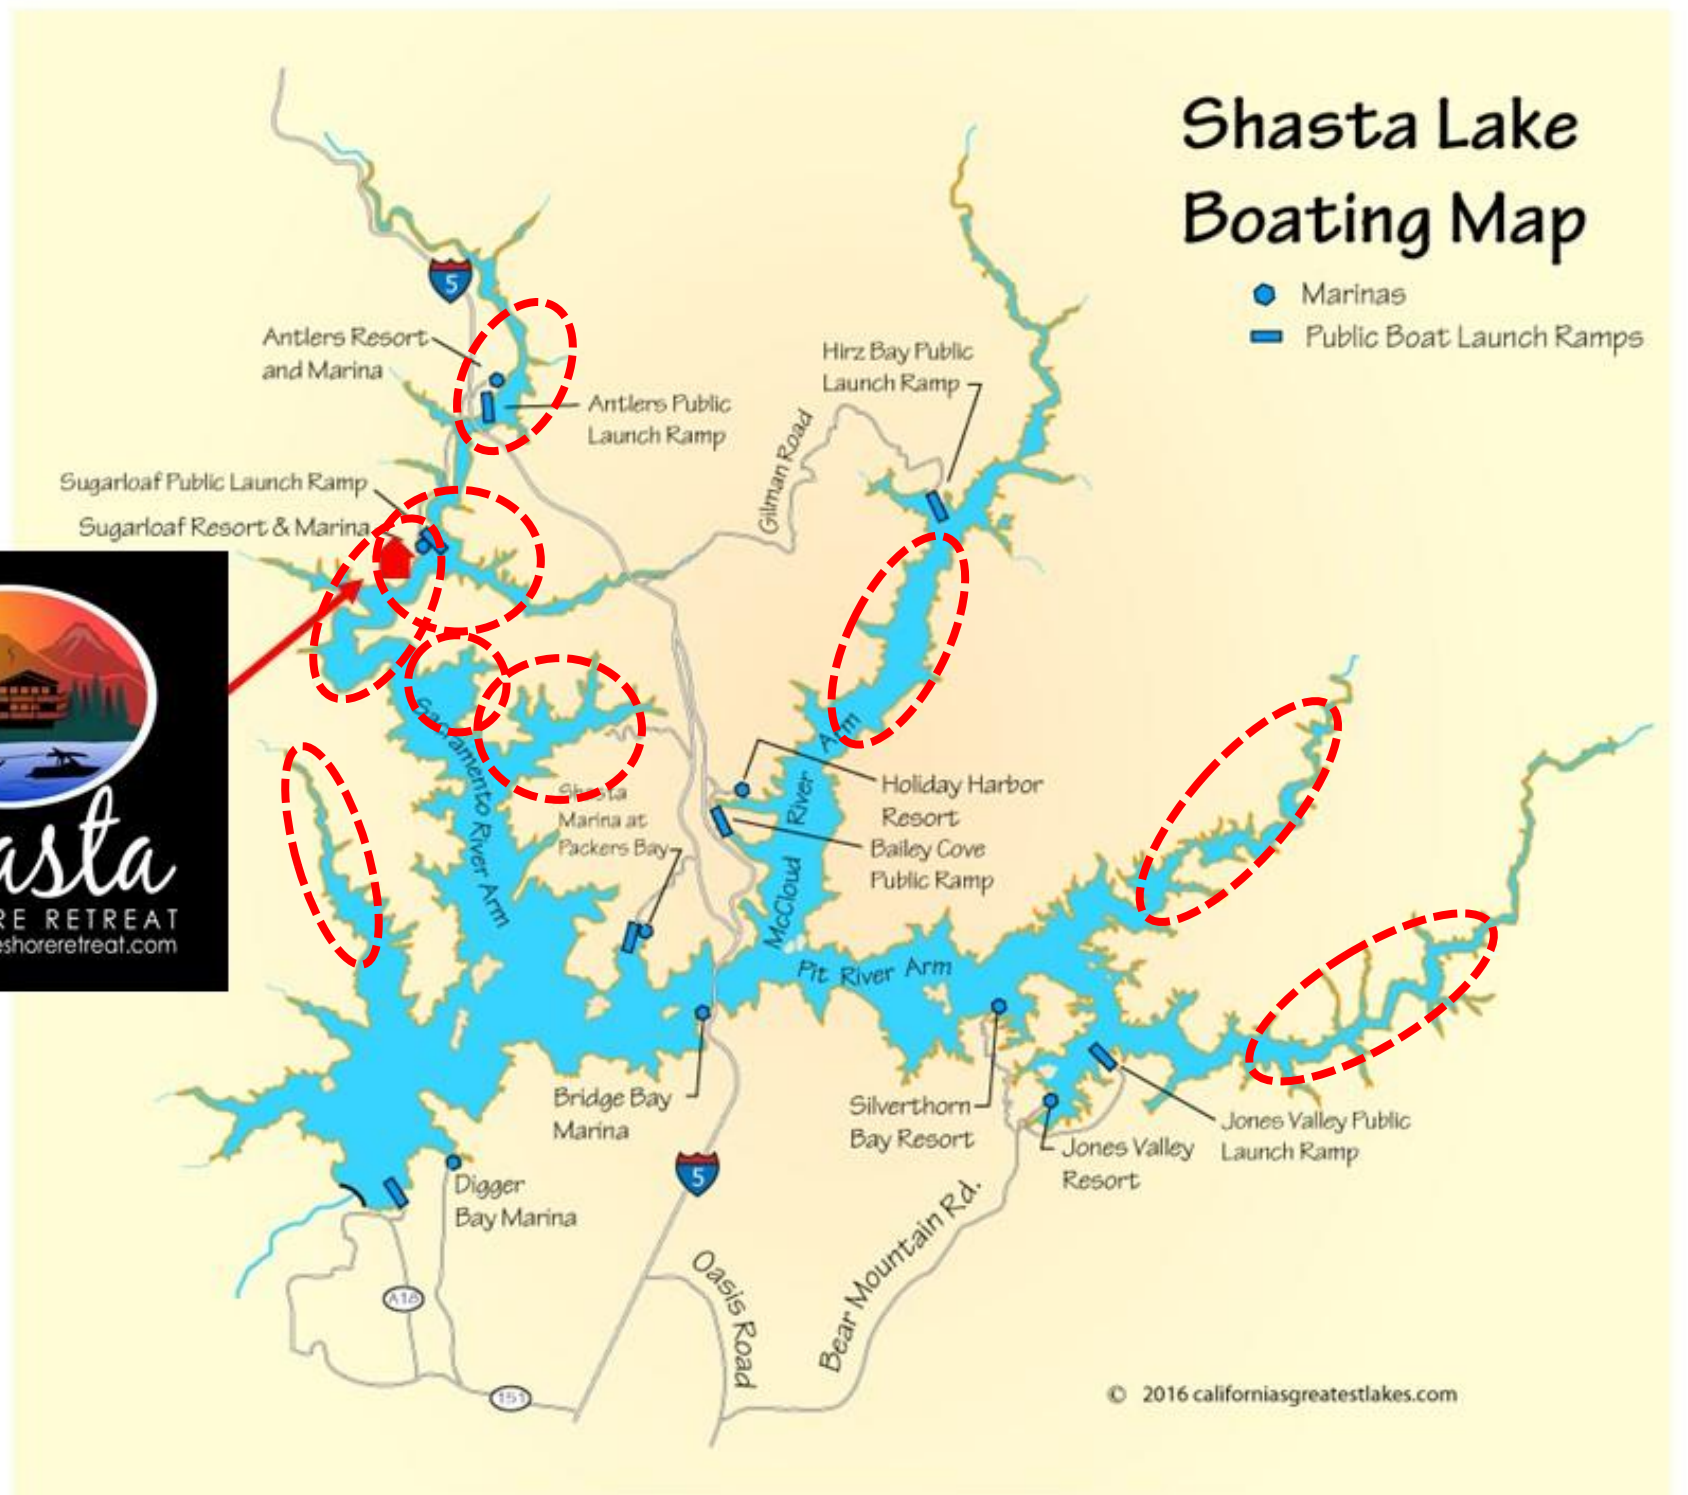 Shasta Lake
Boating Map
Marinas
Public Boat Launch Ramps
5
Antlers Resort
and Marina
Antlers Public
Launch Ramp
Hirz Bay Public
Launch Ramp
Gilman Road
Sugarloaf Public Launch Ramp
Sugarloaf Resort & Marina
Sacramento River Arm
Shasta
Marina at
Packers Bay
McCloud River Arm
Holiday Harbor
Resort
Bailey Cove
Public Ramp
asta
RE RETREAT
eshoreretreat.com
Pit River Arm
Bridge Bay
Marina
Silverthorn
Bay Resort
Jones Valley
Resort
Jones Valley Public
Launch Ramp
Digger
Bay Marina
5
A18
151
Oasis Road
Bear Mountain Rd.
© 2016 californiasgreatestlakes.com